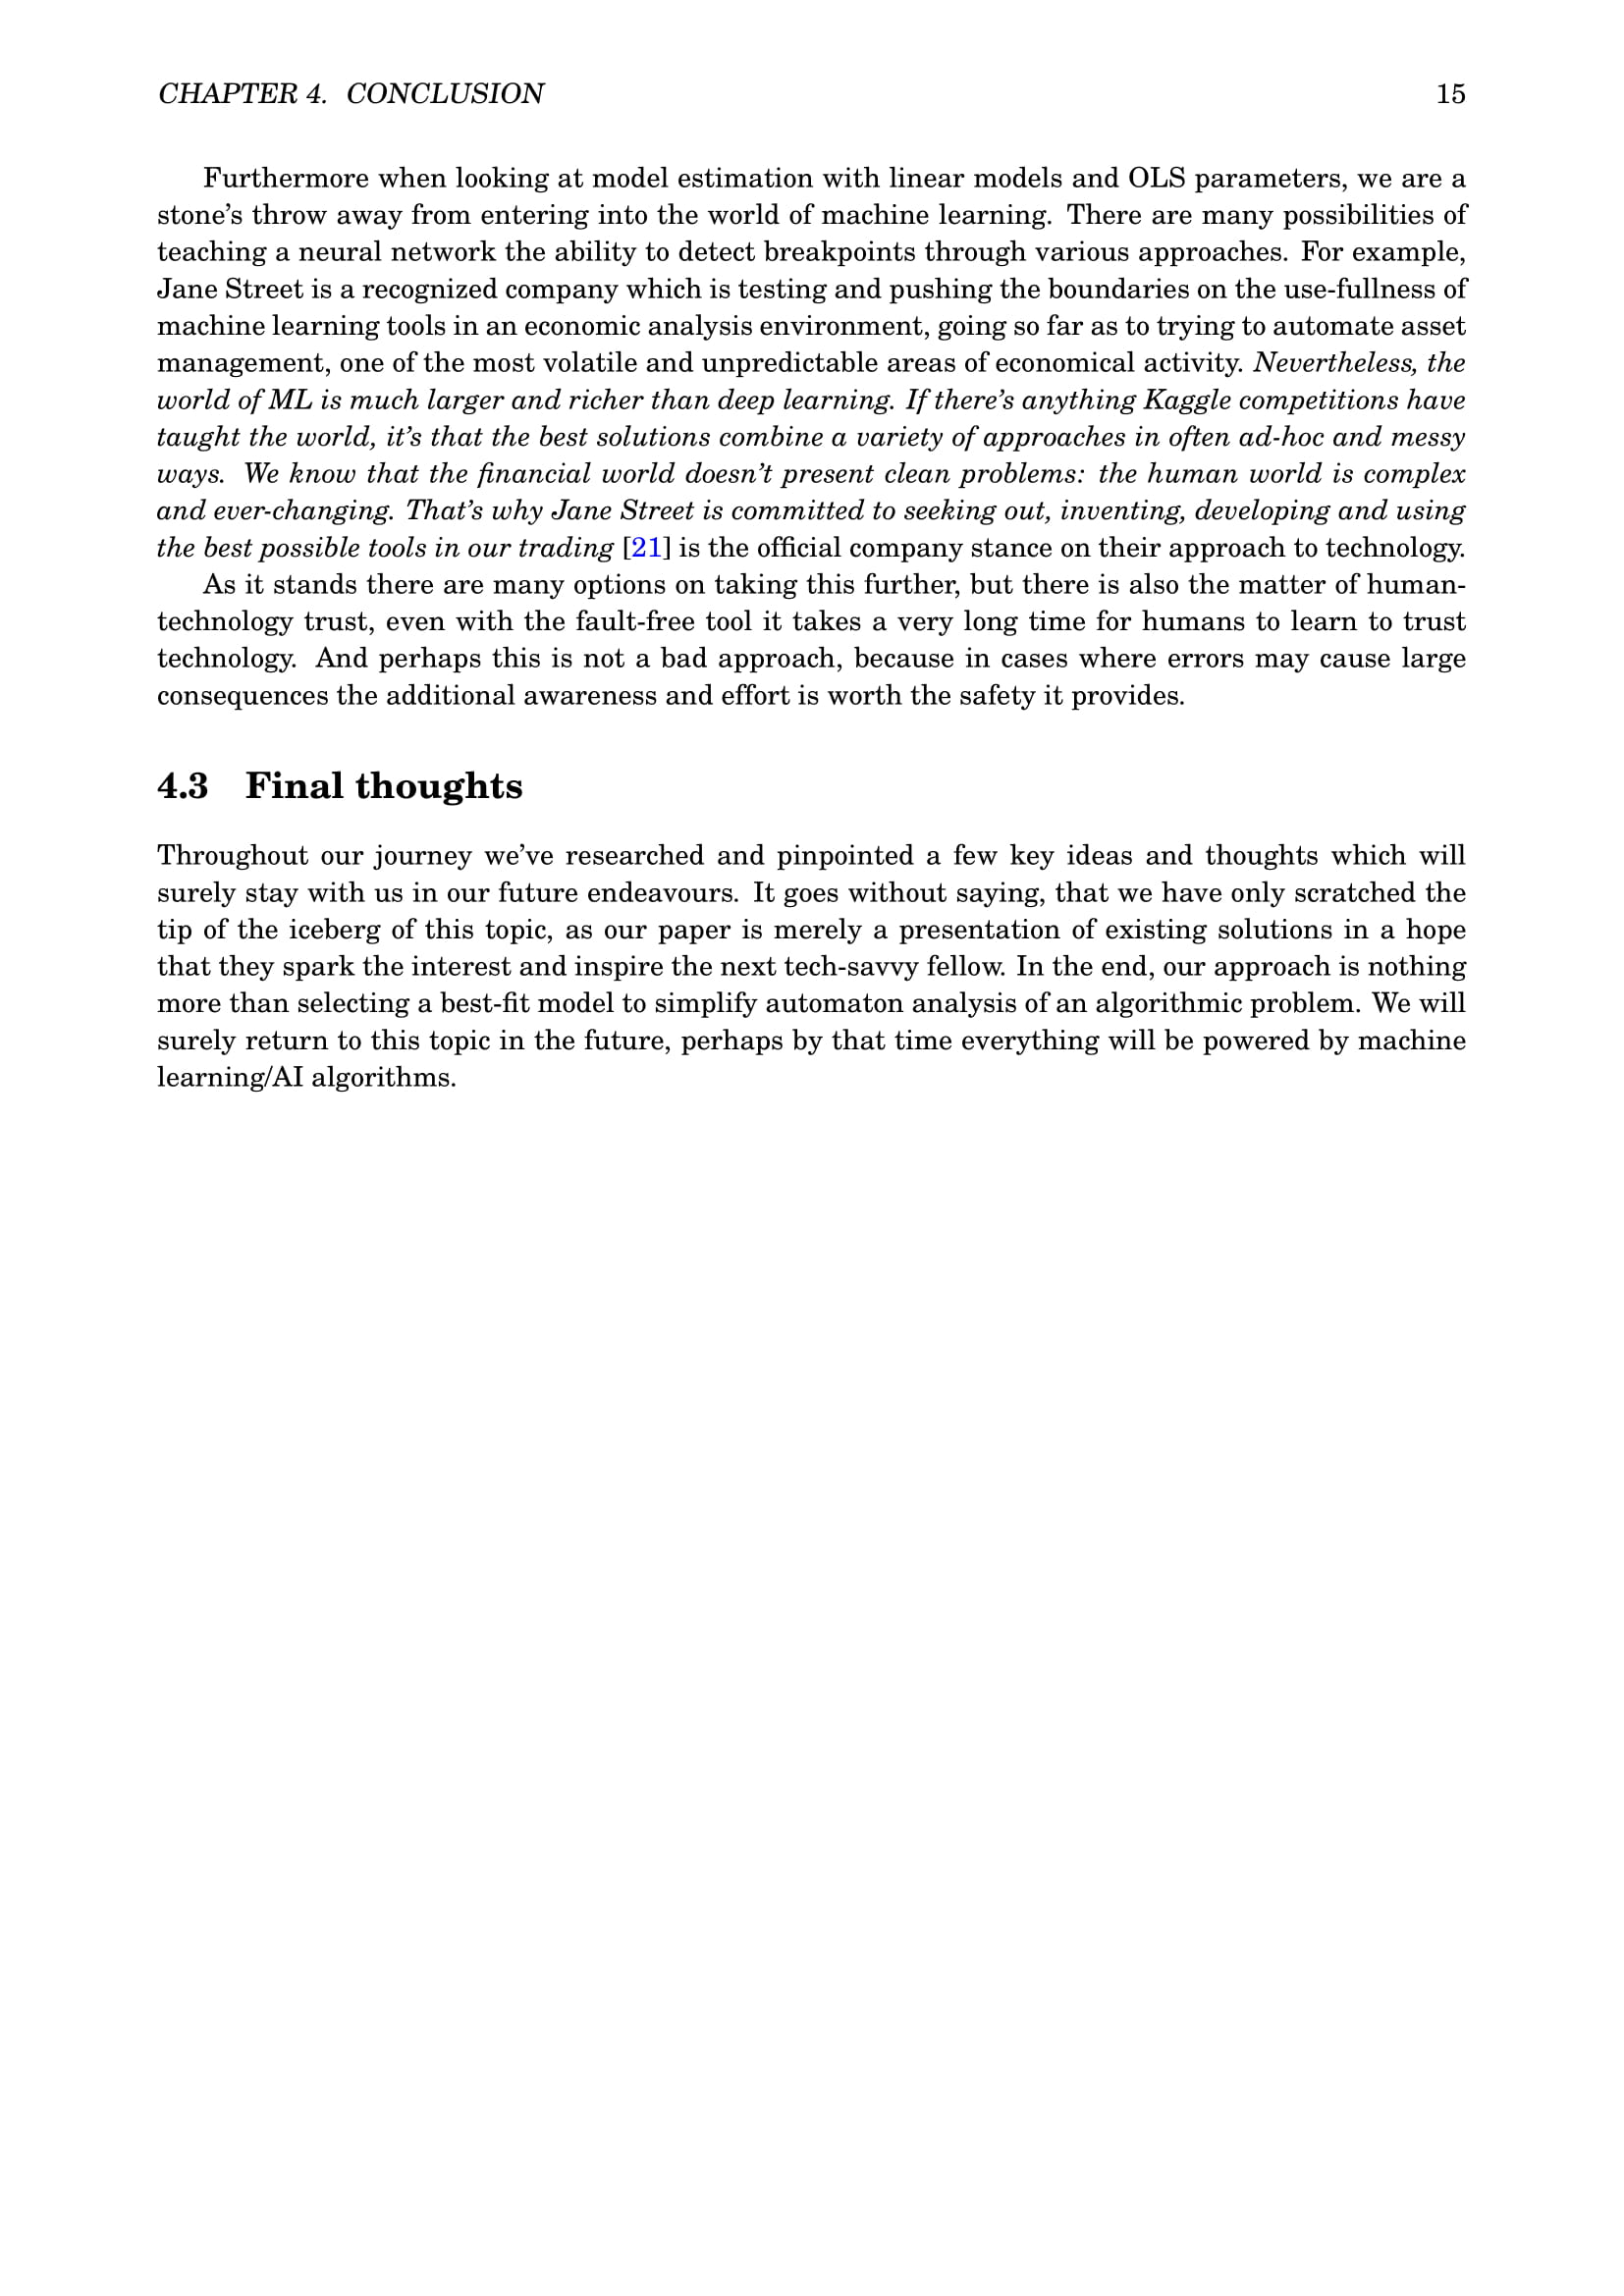 CHAPTER 4. CONCLUSION 15
Furthermore when looking at model estimation with linear models and OLS parameters, we are a
stone’s throw away from entering into the world of machine learning. There are many possibilities of
teaching a neural network the ability to detect breakpoints through various approaches. For example,
Jane Street is a recognized company which is testing and pushing the boundaries on the use-fullness of
machine learning tools in an economic analysis environment, going so far as to trying to automate asset
management, one of the most volatile and unpredictable areas of economical activity. Nevertheless, the
world of ML is much larger and richer than deep learning. If there’s anything Kaggle competitions have
taught the world, it’s that the best solutions combine a variety of approaches in often ad-hoc and messy
ways. We know that the financial world doesn’t present clean problems: the human world is complex
and ever-changing. That’s why Jane Street is committed to seeking out, inventing, developing and using
the best possible tools in our trading [21] is the official company stance on their approach to technology.
As it stands there are many options on taking this further, but there is also the matter of human-
technology trust, even with the fault-free tool it takes a very long time for humans to learn to trust
technology. And perhaps this is not a bad approach, because in cases where errors may cause large
consequences the additional awareness and effort is worth the safety it provides.
4.3 Final thoughts
Throughout our journey we’ve researched and pinpointed a few key ideas and thoughts which will
surely stay with us in our future endeavours. It goes without saying, that we have only scratched the
tip of the iceberg of this topic, as our paper is merely a presentation of existing solutions in a hope
that they spark the interest and inspire the next tech-savvy fellow. In the end, our approach is nothing
more than selecting a best-fit model to simplify automaton analysis of an algorithmic problem. We will
surely return to this topic in the future, perhaps by that time everything will be powered by machine
learning/AI algorithms.